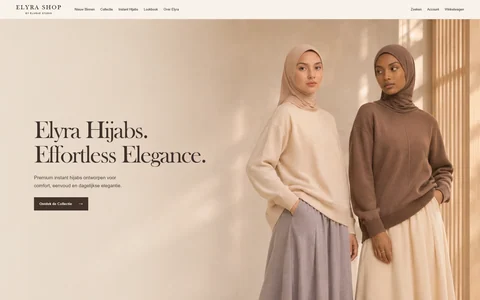 ELYRA SHOP
Nieuw Binnen Collectie Instant Hijabs Lookbook Over Elyra
Zoeken Account Winkelwagen
Elyra Hijabs.
Effortless Elegance.
Premium instant hijabs ontworpen voor
comfort, eenvoud en dagelijkse elegantie.
Ontdek de Collectie →